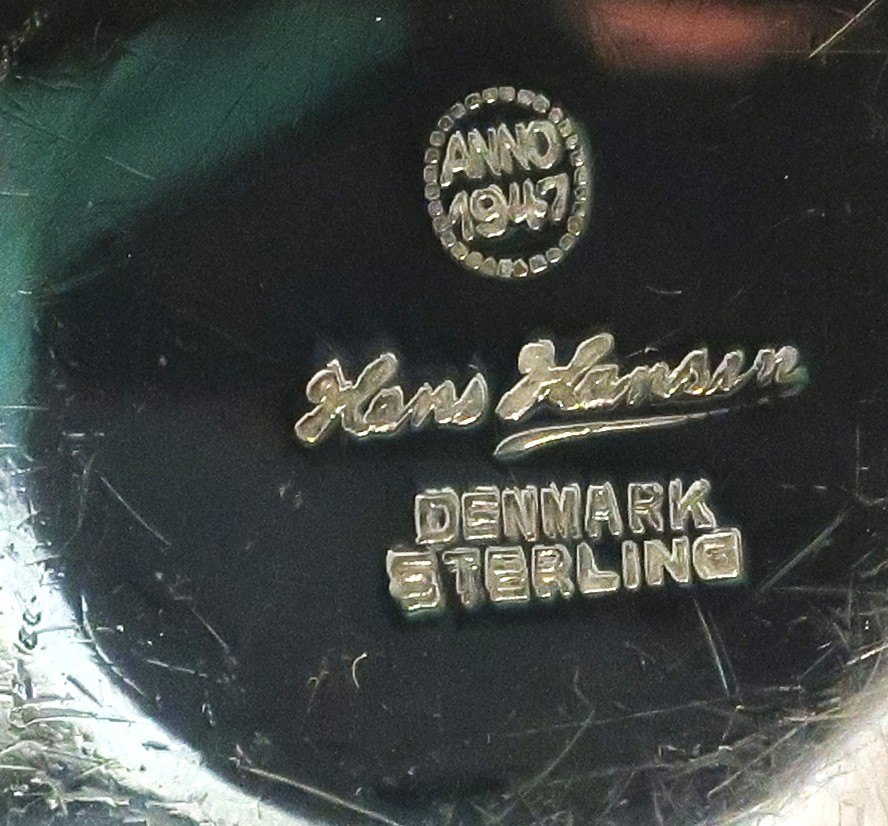 ANNO
1947
Hans Hansen
DENMARK
STERLING